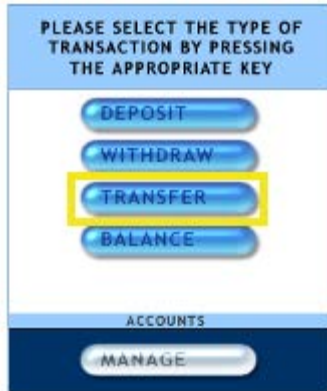 PLEASE SELECT THE TYPE OF
TRANSACTION BY PRESSING
THE APPROPRIATE KEY
DEPOSIT
WITHDRAW
TRANSFER
BALANCE
ACCOUNTS
MANAGE